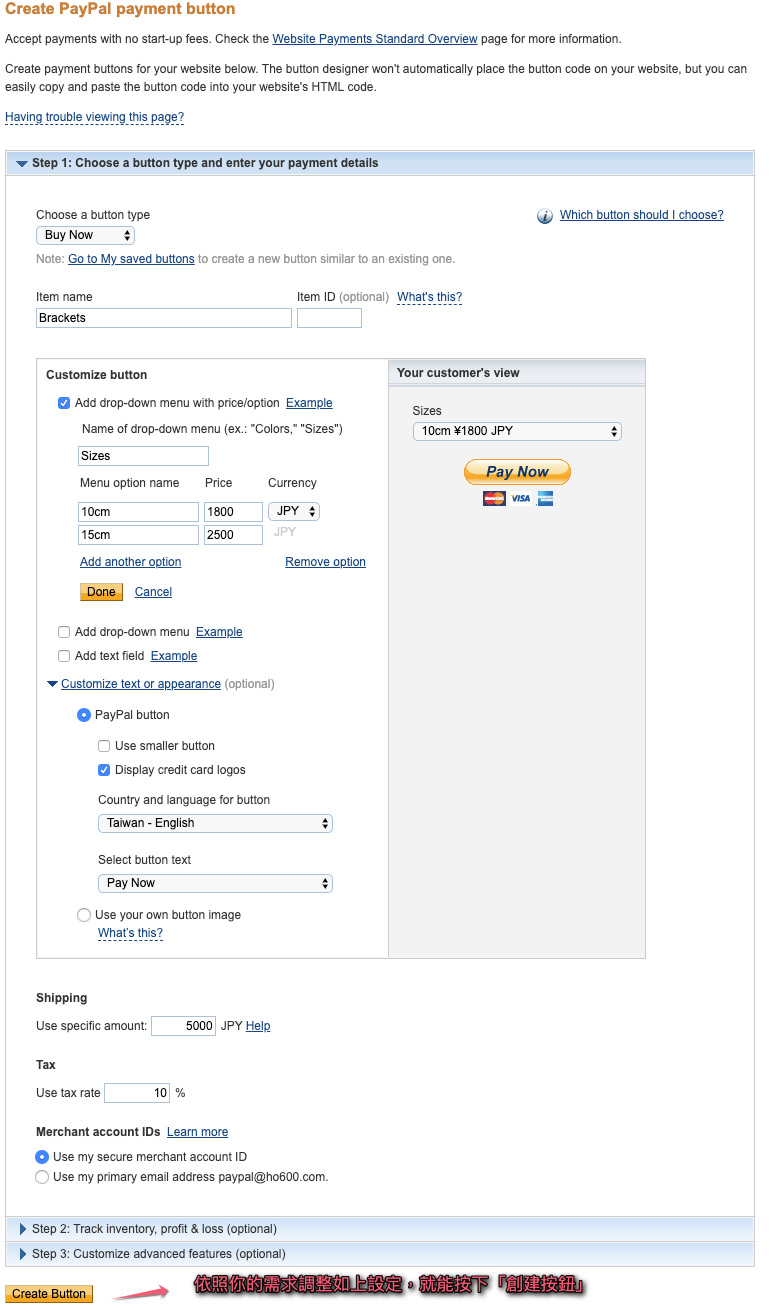 Create PayPal payment button
Accept payments with no start-up fees. Check the Website Payments Standard Overview page for more information.
Create payment buttons for your website below. The button designer won't automatically place the button code on your website, but you can
easily copy and paste the button code into your website's HTML code.
Having trouble viewing this page?
Step 1: Choose a button type and enter your payment details
Choose a button type
Which button should I choose?
Buy Now
Note: Go to My saved buttons to create a new button similar to an existing one.
Item name
Item ID (optional) What's this?
Brackets
Customize button
Add drop-down menu with price/option Example
Name of drop-down menu (ex.: "Colors," "Sizes")
Sizes
Menu option name Price Currency
10cm 1800 JPY
15cm 2500 JPY
Add another option Remove option
Done Cancel
Add drop-down menu Example
Add text field Example
Customize text or appearance (optional)
PayPal button
Use smaller button
Display credit card logos
Country and language for button
Taiwan - English
Select button text
Pay Now
Use your own button image
What's this?
Your customer's view
Sizes
10cm ¥1800 JPY
Pay Now
VISA
Shipping
Use specific amount: 5000 JPY Help
Tax
Use tax rate 10 %
Merchant account IDs Learn more
Use my secure merchant account ID
Use my primary email address paypal@ho600.com.
Step 2: Track inventory, profit & loss (optional)
Step 3: Customize advanced features (optional)
Create Button
依照你的需求調整如上設定，就能按下「創建按鈕」